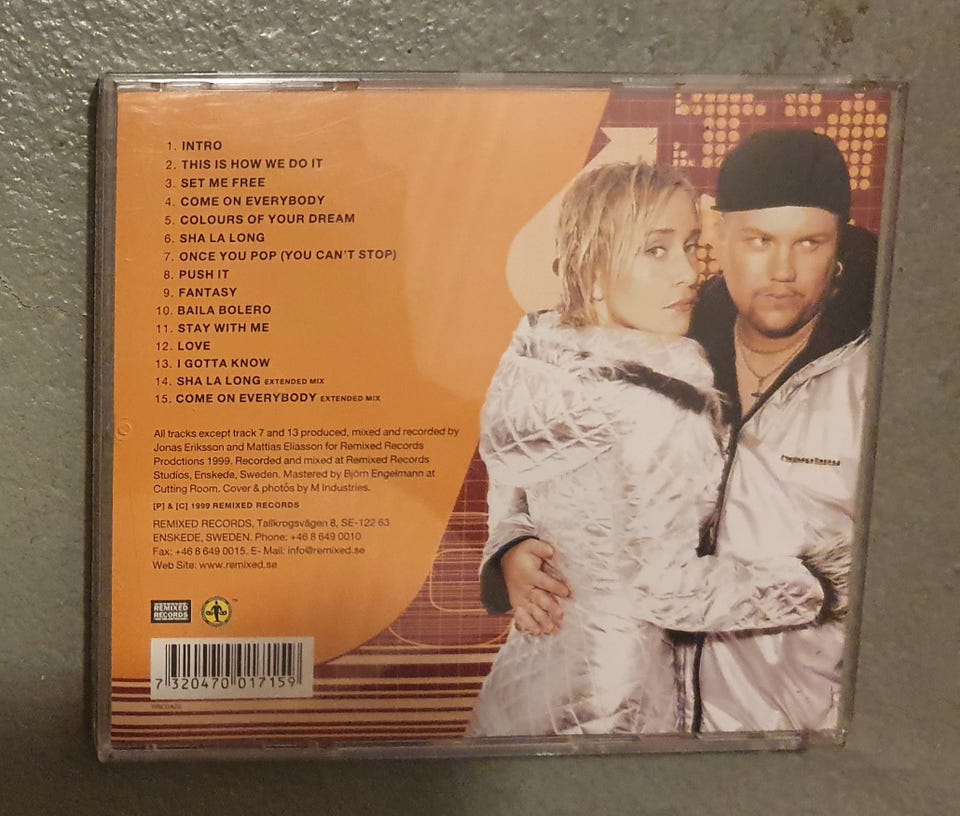 1. INTRO
2. THIS IS HOW WE DO IT
3. SET ME FREE
4. COME ON EVERYBODY
5. COLOURS OF YOUR DREAM
6. SHA LA LONG
7. ONCE YOU POP (YOU CAN'T STOP)
8. PUSH IT
9. FANTASY
10. BAILA BOLERO
11. STAY WITH ME
12. LOVE
13. I GOTTA KNOW
14. SHA LA LONG EXTENDED MIX
15. COME ON EVERYBODY EXTENDED MIX
All tracks except track 7 and 13 produced, mixed and recorded by
Jonas Eriksson and Mattias Eliasson for Remixed Records
Prodctions 1999. Recorded and mixed at Remixed Records
Studios, Enskede, Sweden. Mastered by Björn Engelmann at
Cutting Room. Cover & photos by M Industries.
[P] & [C] 1999 REMIXED RECORDS
REMIXED RECORDS, Tallkrogsvägen 8, SE-122 63
ENSKEDE, SWEDEN. Phone: +46 8 649 0010
Fax: +46 8 649 0015. E- Mail: info@remixed.se
Web Site: www.remixed.se
REMIXED
RECORDS
TM
7 320470 017159